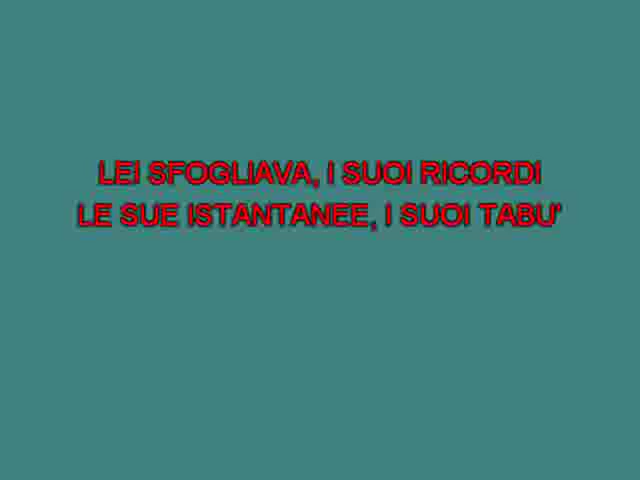 LEI SFOGLIAVA, I SUOI RICORDI
LE SUE ISTANTANEE, I SUOI TABU'